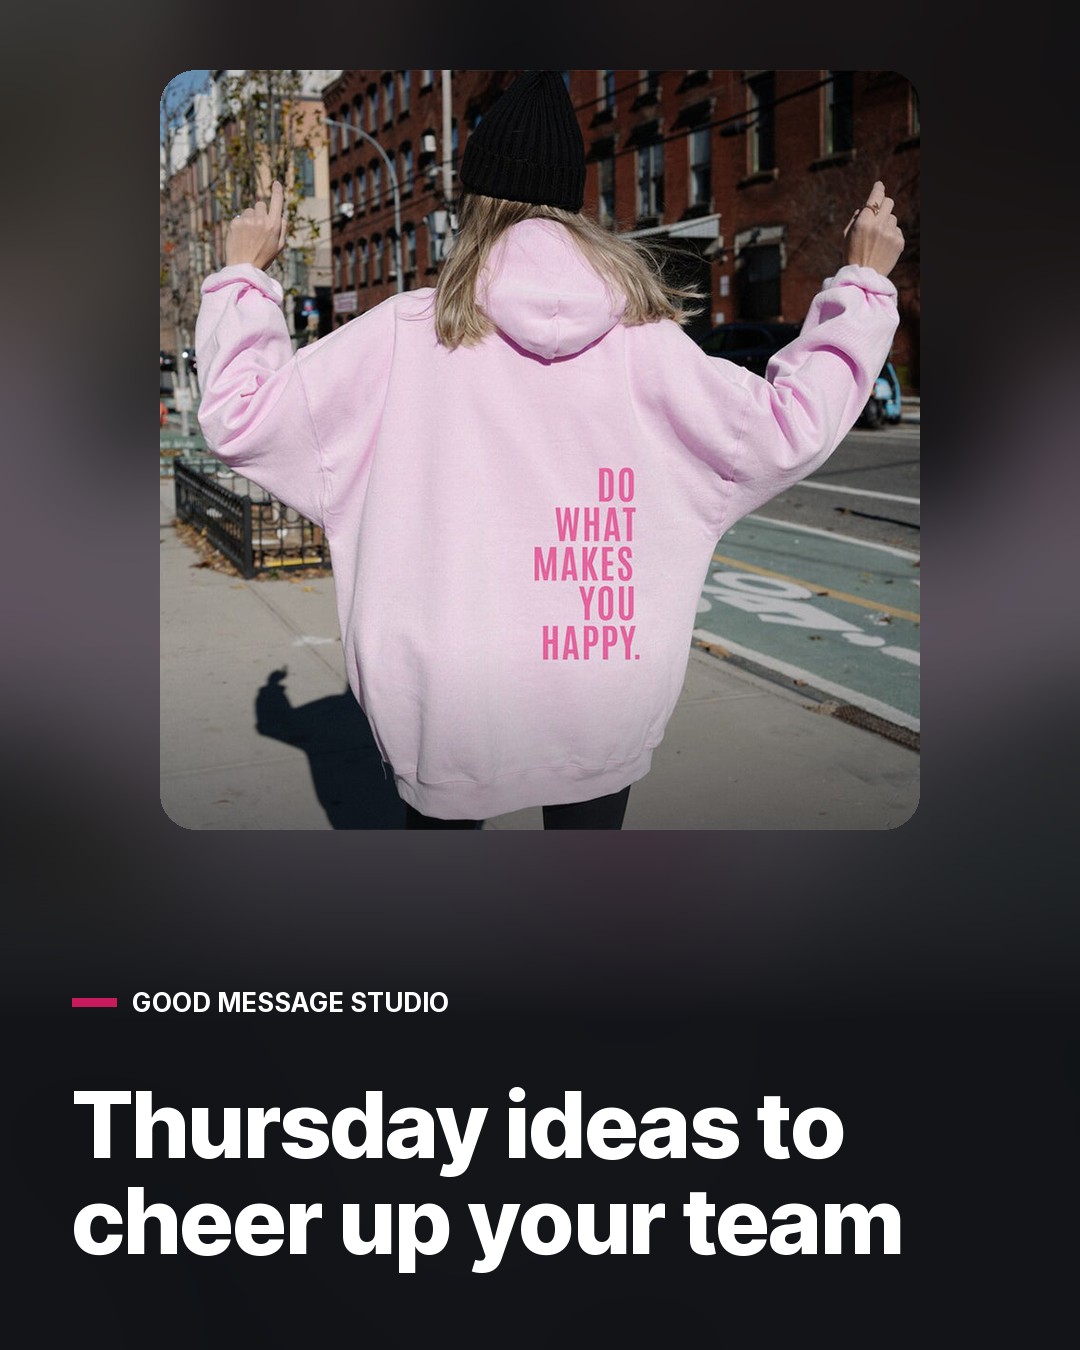 DO
WHAT
MAKES
YOU
HAPPY.
GOOD MESSAGE STUDIO
Thursday ideas to
cheer up your team